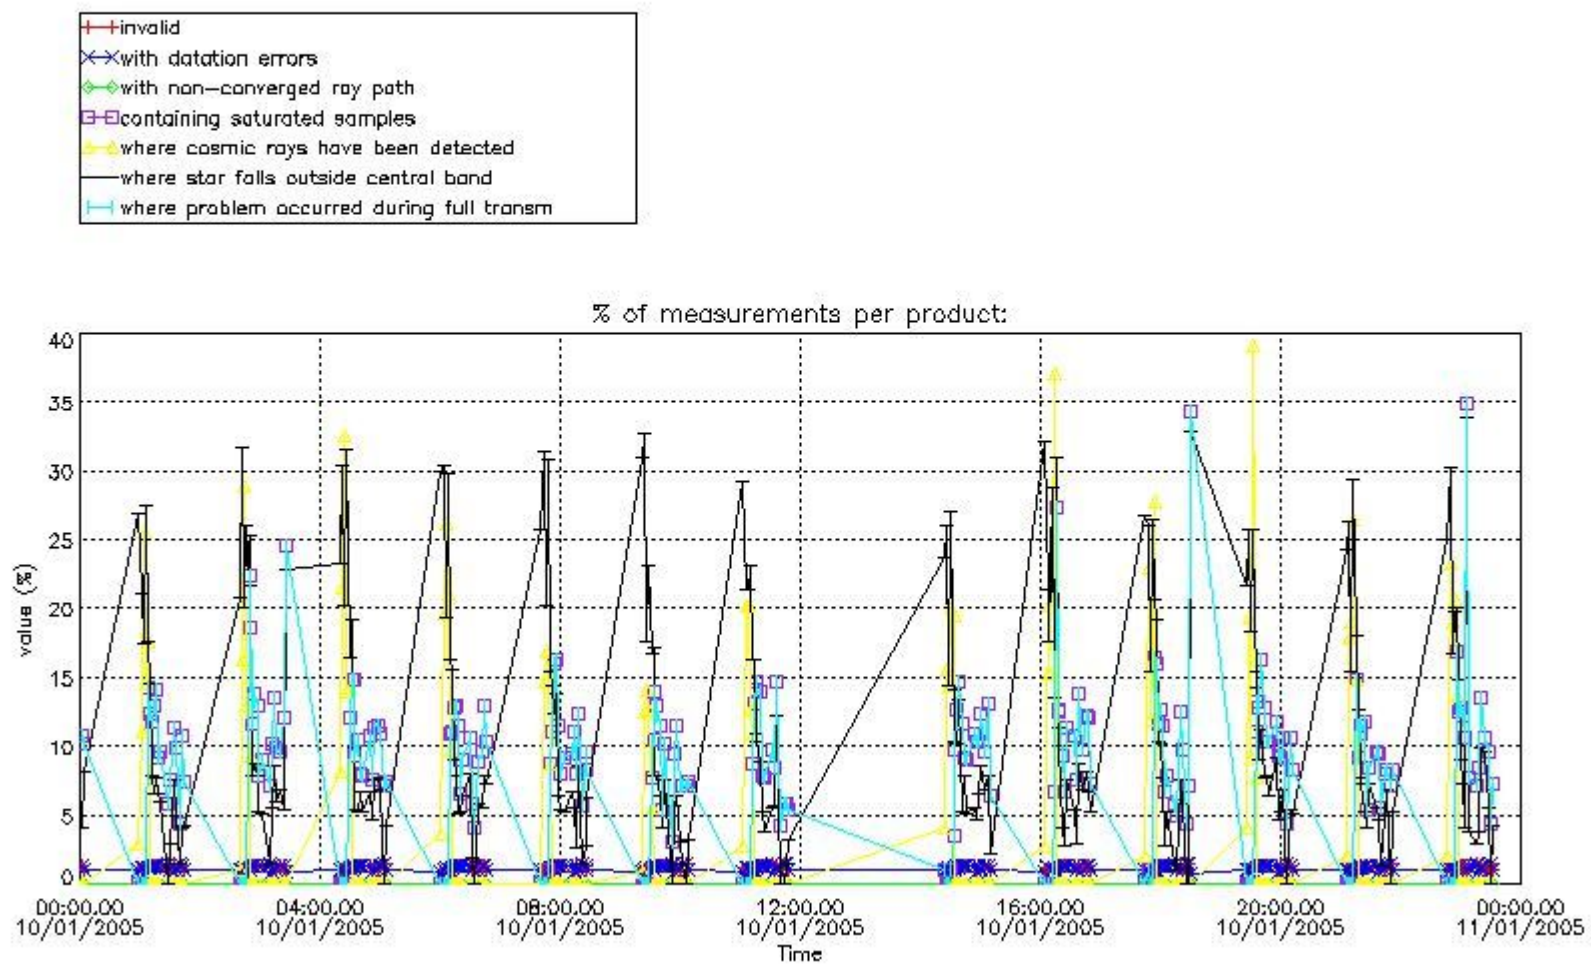 invalid
with datation errors
with non-converged ray path
containing saturated samples
where cosmic rays have been detected
where star falls outside central band
where problem occurred during full transm
% of measurements per product:
40
35
30
25
20
15
10
5
0
value (%)
00:00:00 04:00:00 08:00:00 12:00:00 16:00:00 20:00:00 00:00:00
10/01/2005 10/01/2005 10/01/2005 10/01/2005 10/01/2005 10/01/2005 11/01/2005
Time